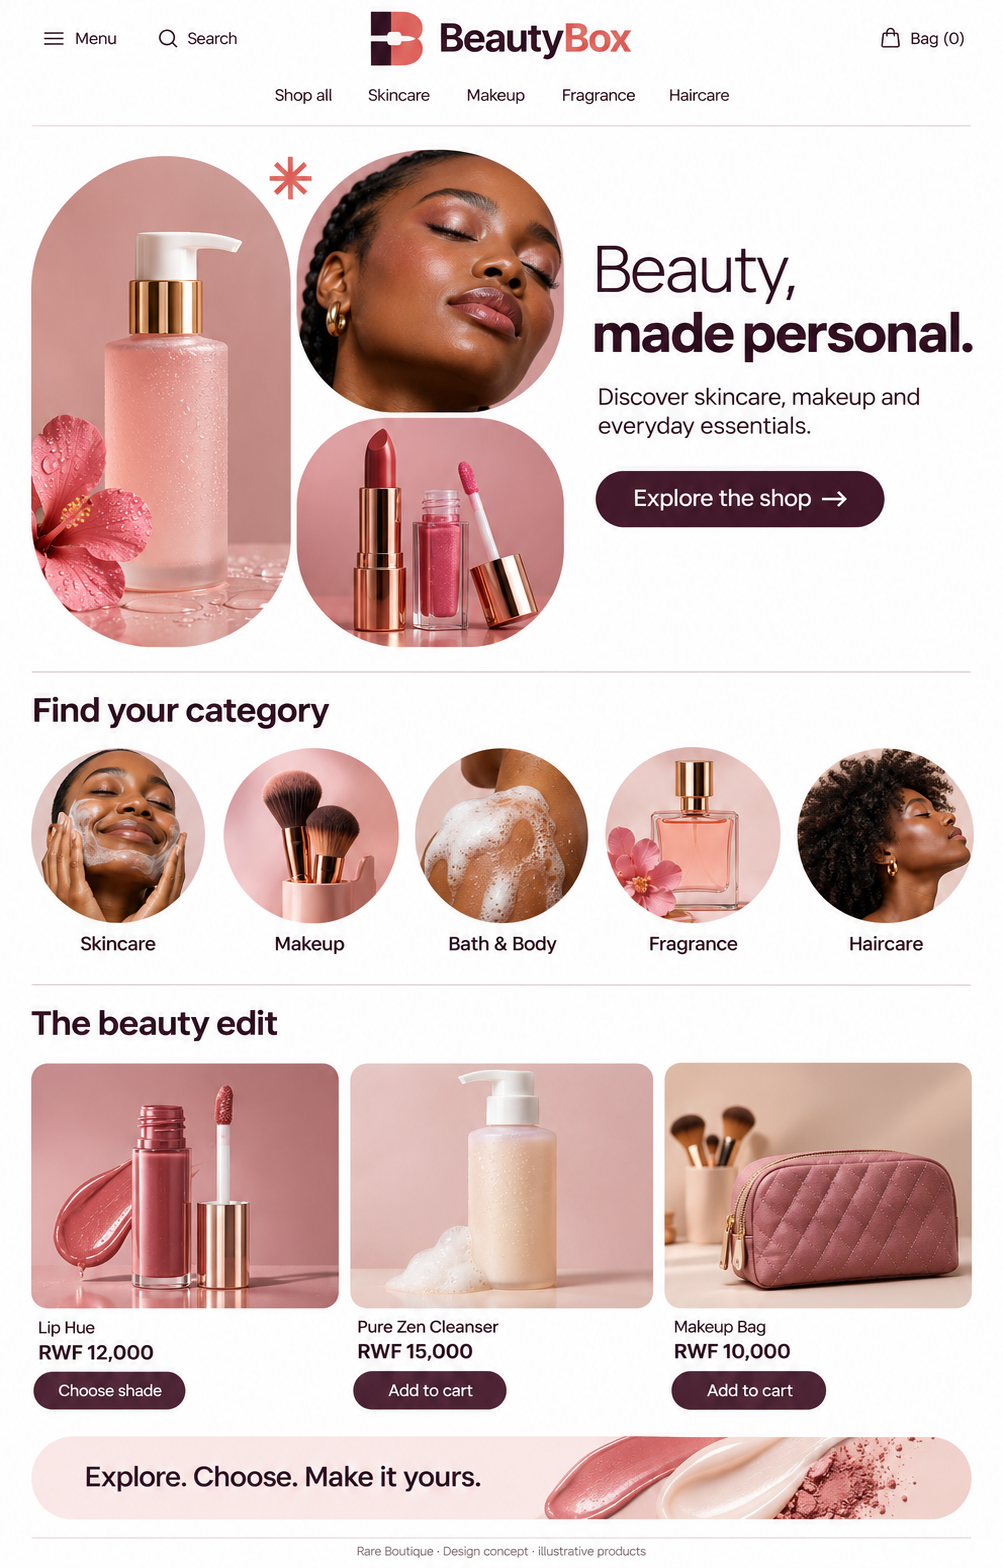 Menu
Search
BeautyBox
Bag (0)
Shop all
Skincare
Makeup
Fragrance
Haircare
Beauty,
made personal.
Discover skincare, makeup and
everyday essentials.
Explore the shop →
Find your category
Skincare
Makeup
Bath & Body
Fragrance
Haircare
The beauty edit
Lip Hue
RWF 12,000
Choose shade
Pure Zen Cleanser
RWF 15,000
Add to cart
Makeup Bag
RWF 10,000
Add to cart
Explore. Choose. Make it yours.
Rare Boutique · Design concept · illustrative products